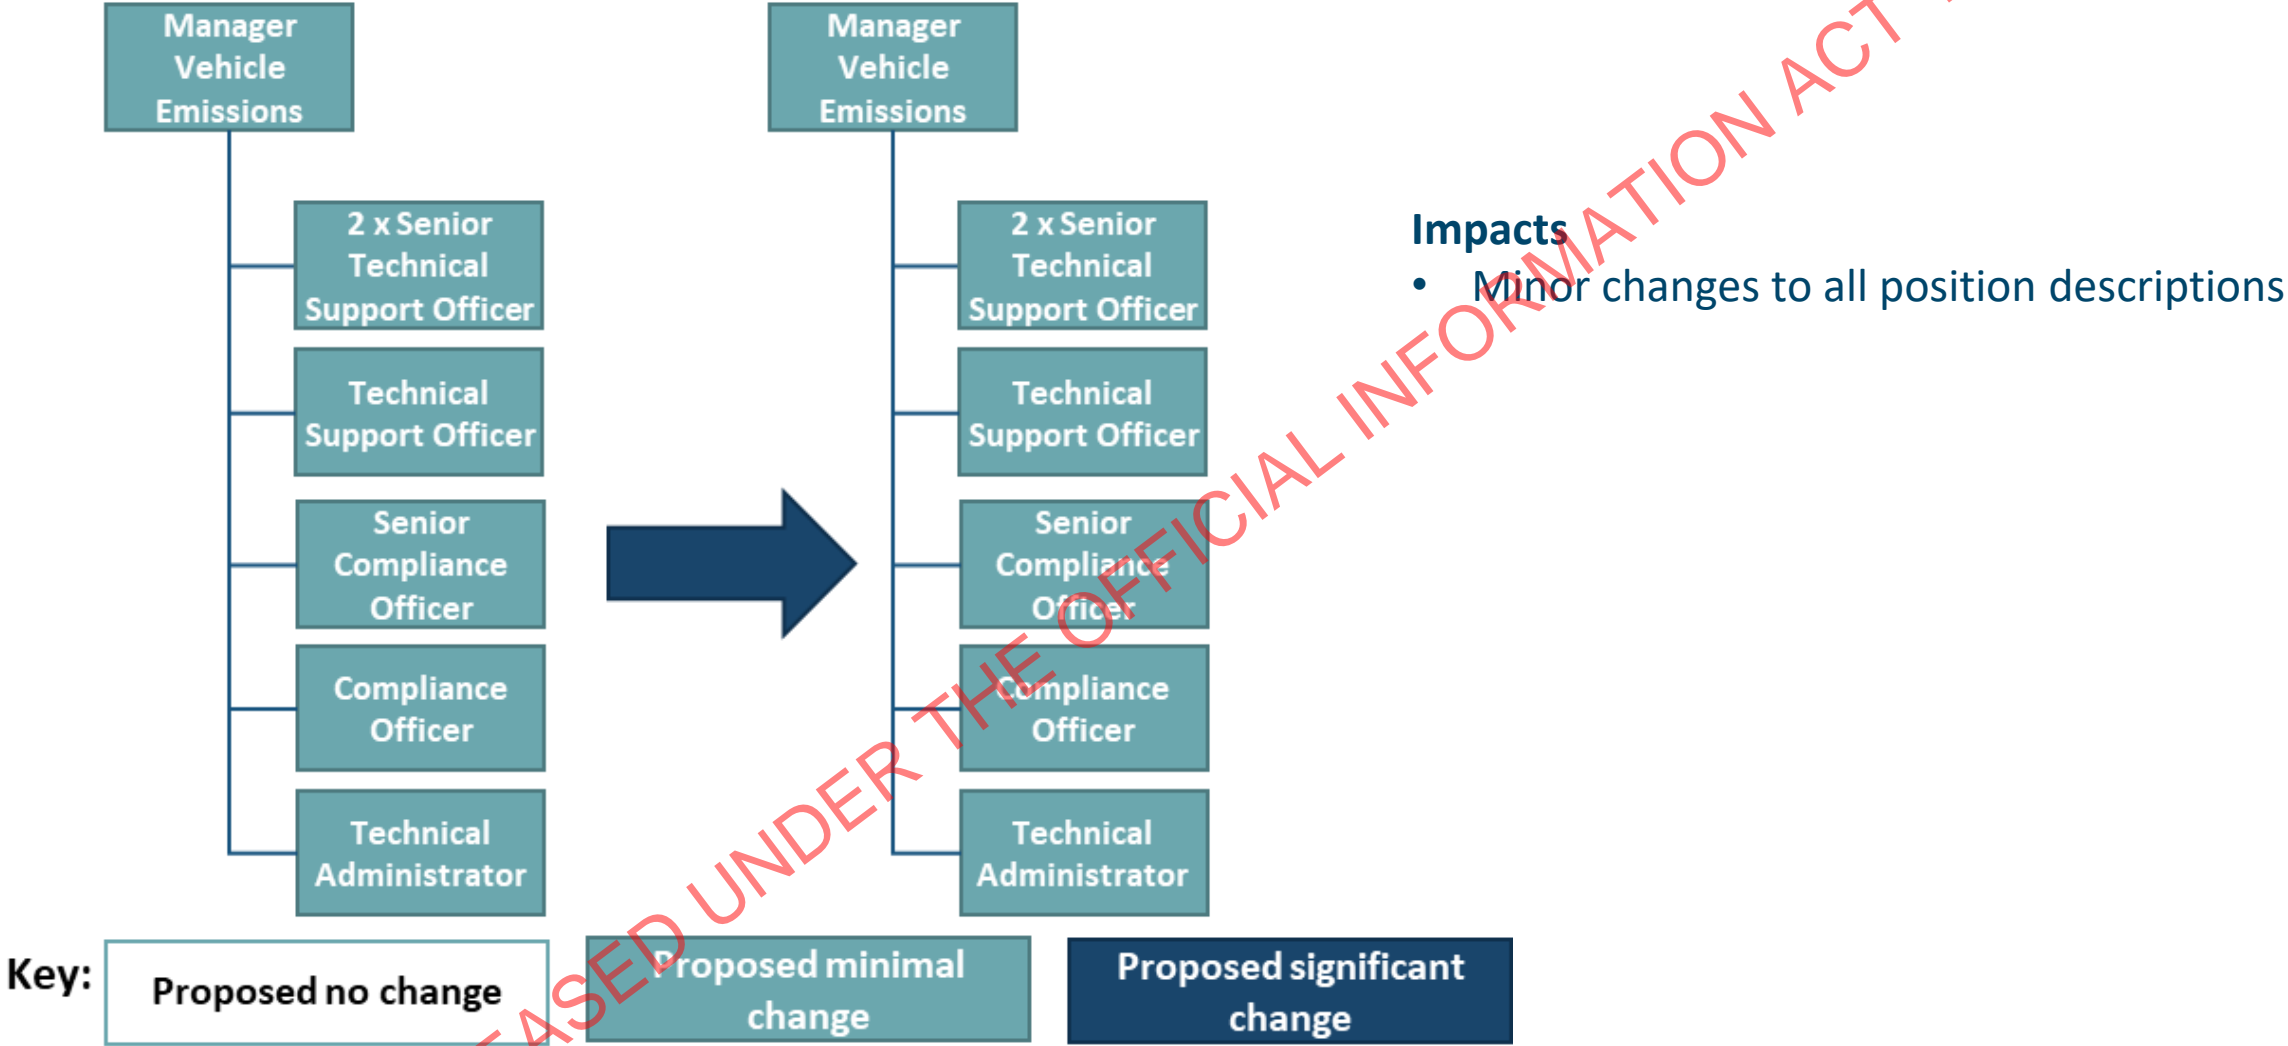 Manager
Vehicle
Emissions
2 x Senior
Technical
Support Officer
Technical
Support Officer
Senior
Compliance
Officer
Compliance
Officer
Technical
Administrator
Manager
Vehicle
Emissions
2 x Senior
Technical
Support Officer
Technical
Support Officer
Senior
Compliance
Officer
Compliance
Officer
Technical
Administrator
Impacts
• Minor changes to all position descriptions
Key:
Proposed no change
Proposed minimal
change
Proposed significant
change
EASED UNDER THE OFFICIAL INFORMATION ACT